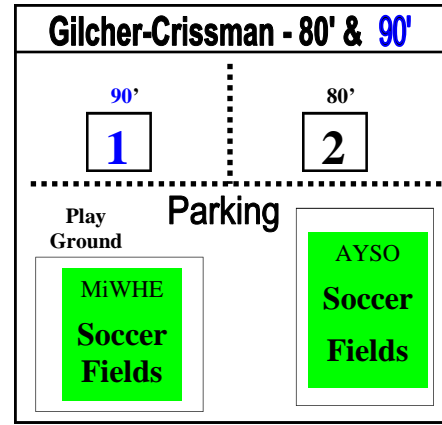 Gilcher-Crissman - 80' & 90'
90’
80’
1
2
Parking
Play
Ground
MiWHE
Soccer
Fields
AYSO
Soccer
Fields